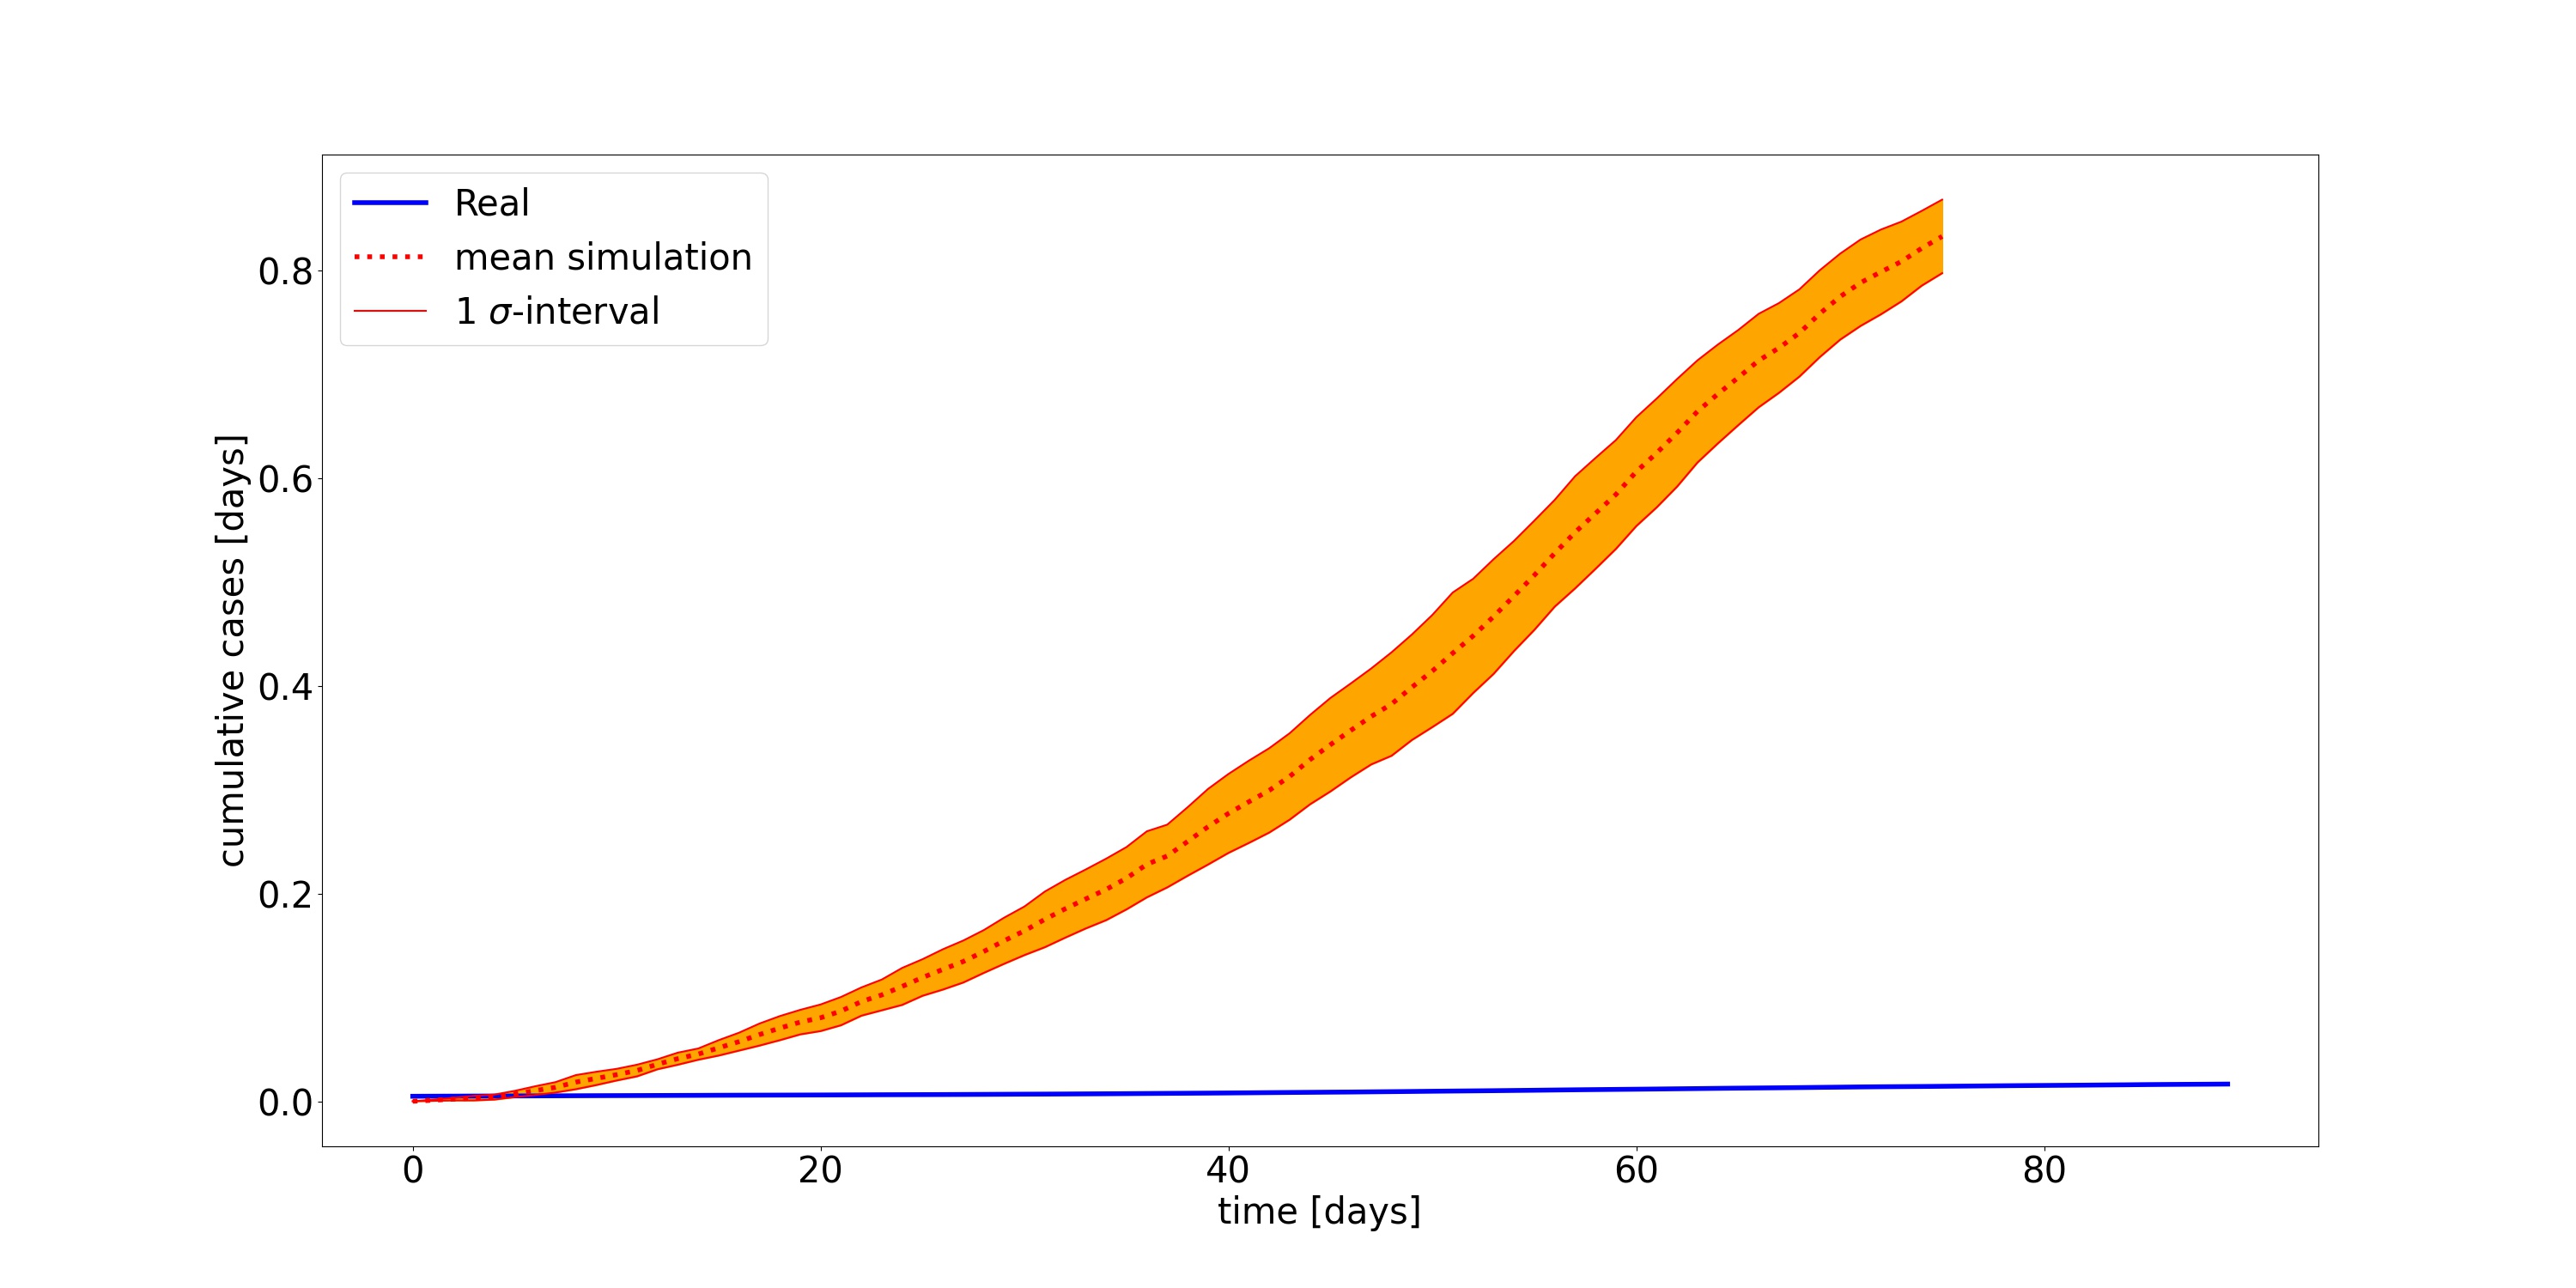 Real
mean simulation
1 σ-interval
0.8
0.6
0.4
0.2
0.0
cumulative cases [days]
0 20 40 60 80
time [days]